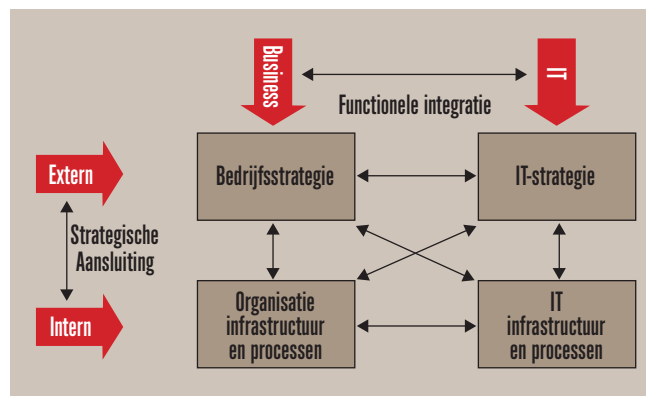 Business
IT
Functionele integratie
Extern
Bedrijfsstrategie
IT-strategie
Strategische
Aansluiting
Intern
Organisatie
infrastructuur
en processen
IT
infrastructuur
en processen